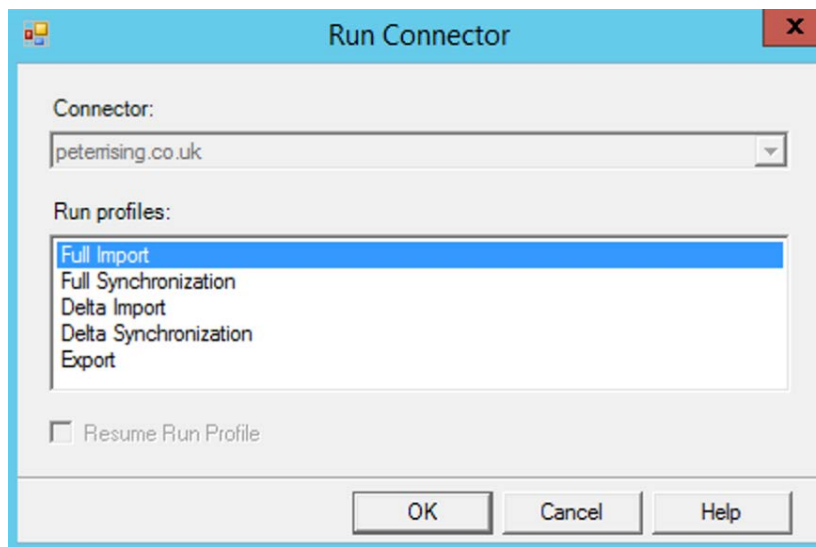 Run Connector
x
Connector:
peterrising.co.uk
Run profiles:
Full Import
Full Synchronization
Delta Import
Delta Synchronization
Export
Resume Run Profile
OK
Cancel
Help